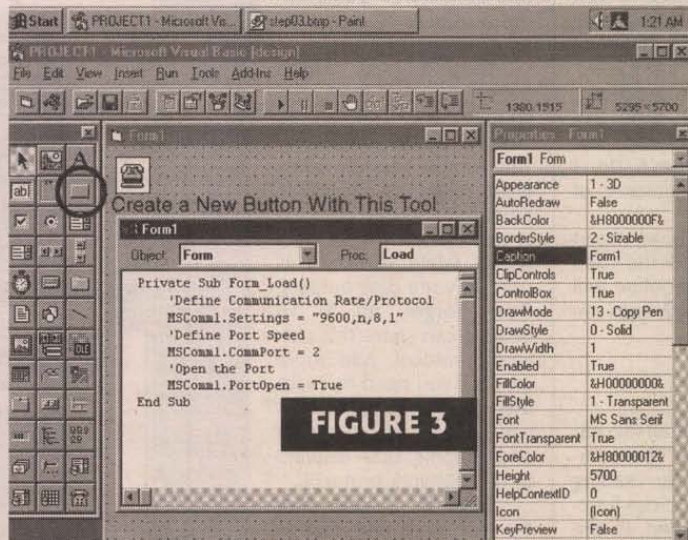 Start PROJECT1 - Microsoft Vis... step03.bmp - Paint 1:21 AM
PROJECT1 - Microsoft Visual Basic [design]
File Edit View Insert Run Tools Add-Ins Help
1380,1515 5295 × 5700
Form1
Create a New Button With This Tool
Form1
Object: Form Proc: Load
Private Sub Form_Load()
'Define Communication Rate/Protocol
MSComm1.Settings = "9600,n,8,1"
'Define Port Speed
MSComm1.CommPort = 2
'Open the Port
MSComm1.PortOpen = True
End Sub
FIGURE 3
Properties - Form1
Form1 Form
Appearance 1 - 3D
AutoRedraw False
BackColor &H8000000F&
BorderStyle 2 - Sizable
Caption Form1
ClipControls True
ControlBox True
DrawMode 13 - Copy Pen
DrawStyle 0 - Solid
DrawWidth 1
Enabled True
FillColor &H00000000&
FillStyle 1 - Transparent
Font MS Sans Serif
FontTransparent True
ForeColor &H80000012&
Height 5700
HelpContextID 0
Icon (Icon)
KeyPreview False